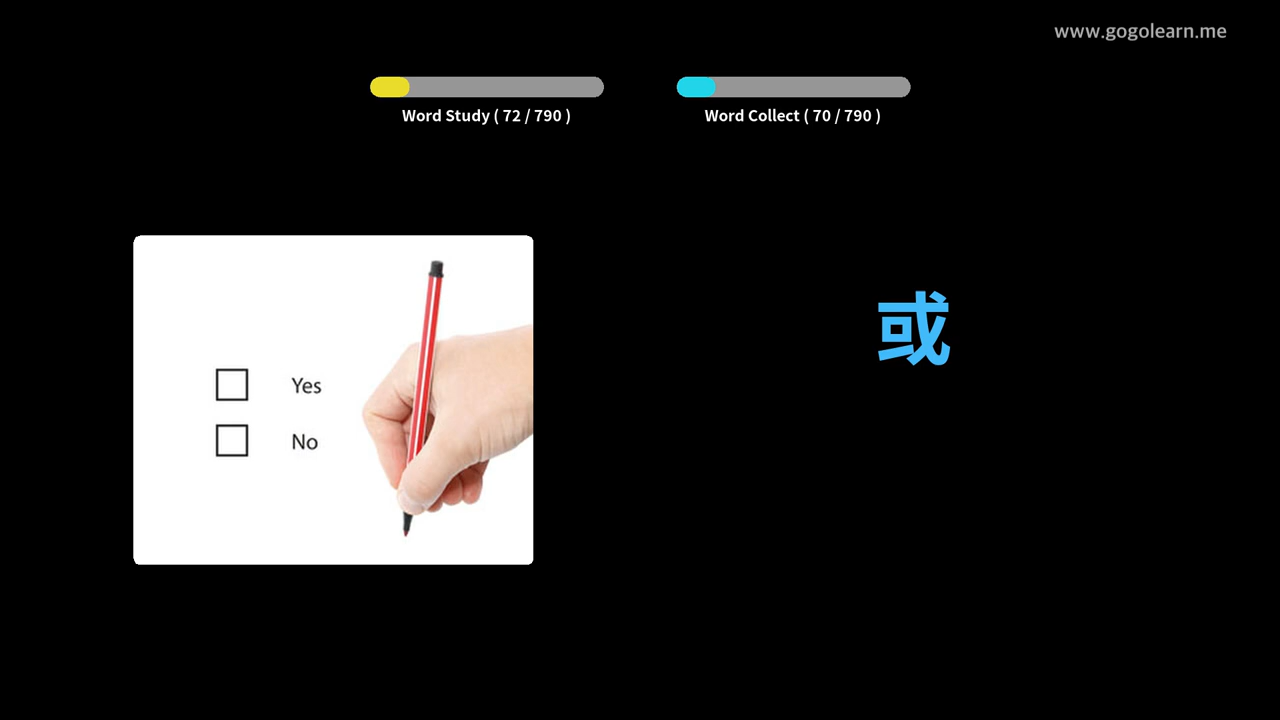 www.gogolearn.me
Word Study ( 72 / 790 )
Word Collect ( 70 / 790 )
或
Yes
No